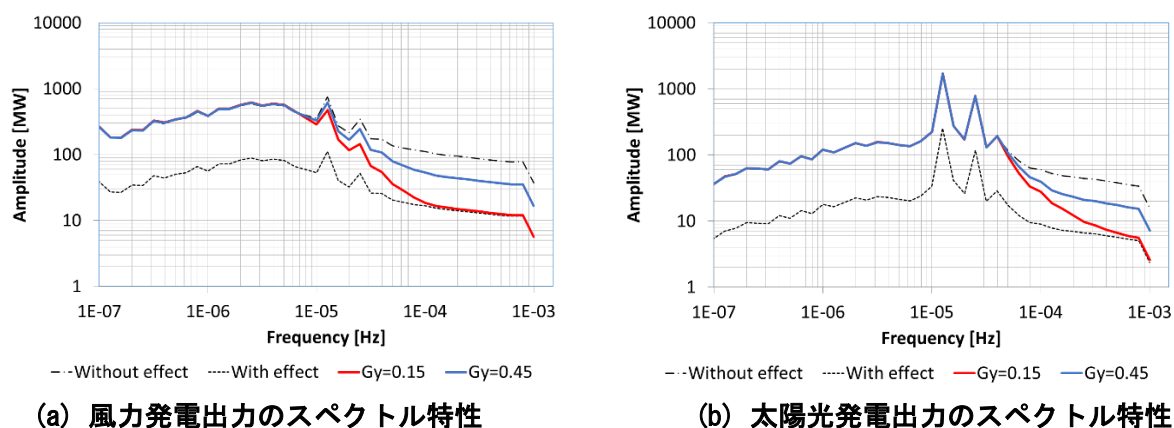 10000
1000
100
10
1
Amplitude [MW]
1E-07 1E-06 1E-05 1E-04 1E-03
Frequency [Hz]
Without effect With effect Gy=0.15 Gy=0.45
(a) 風力発電出力のスペクトル特性
10000
1000
100
10
1
Amplitude [MW]
1E-07 1E-06 1E-05 1E-04 1E-03
Frequency [Hz]
Without effect With effect Gy=0.15 Gy=0.45
(b) 太陽光発電出力のスペクトル特性